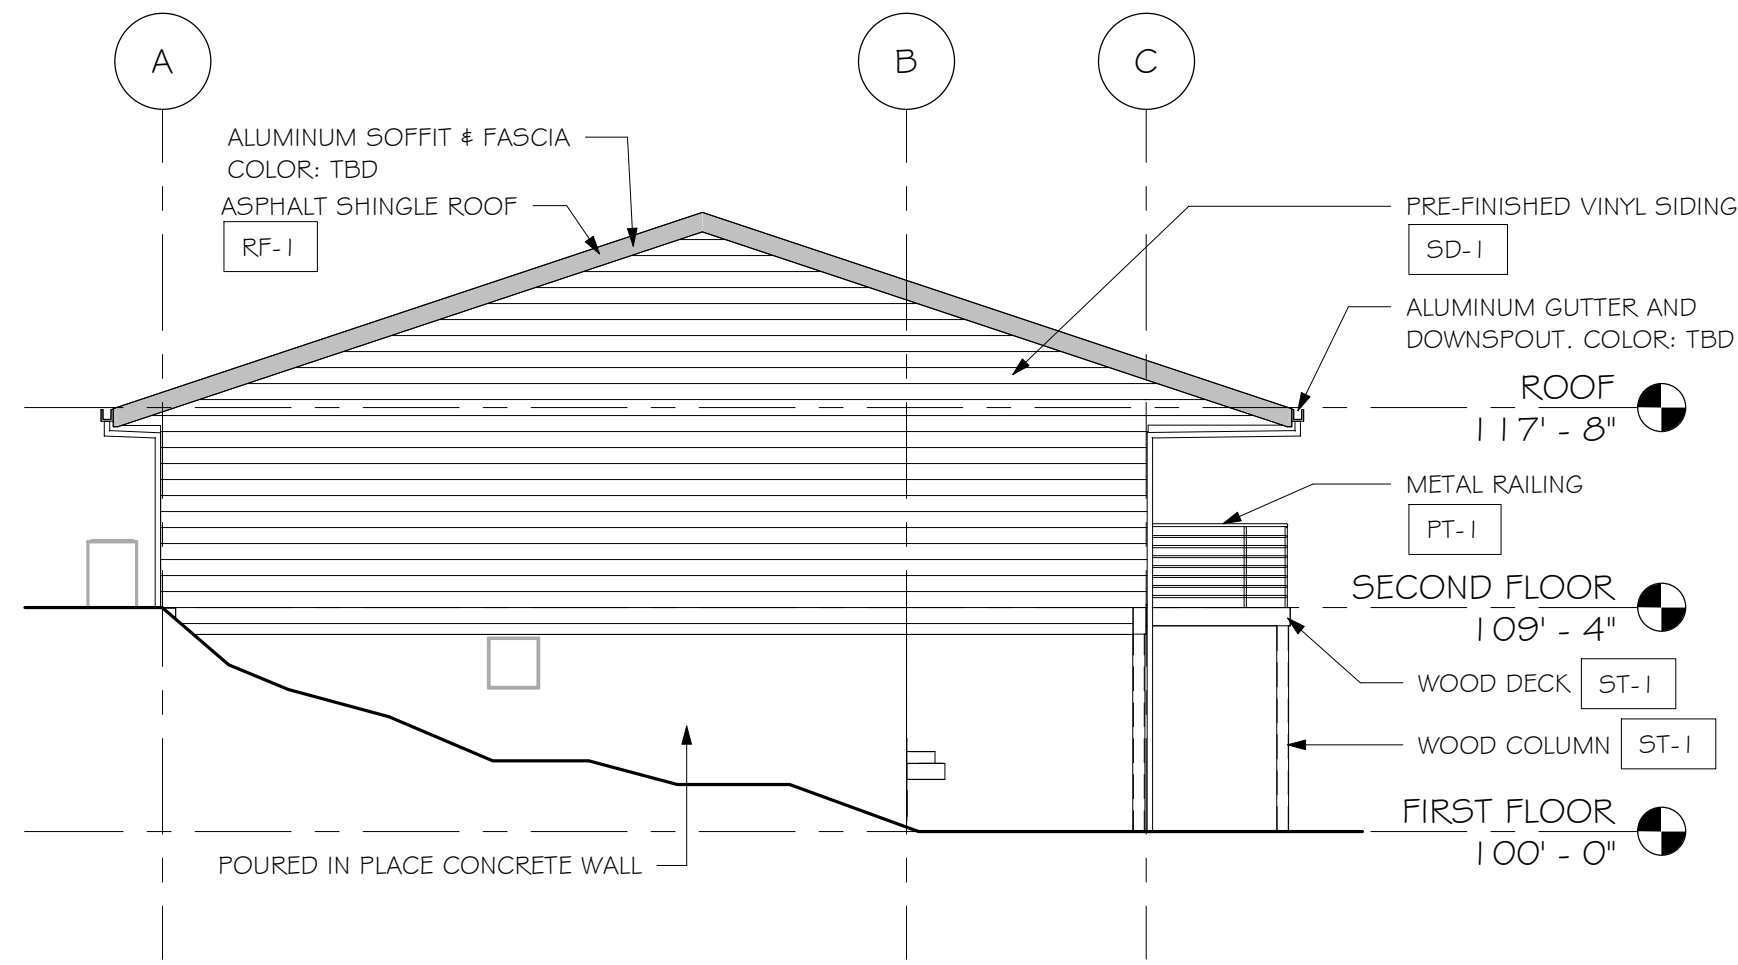 A
B
C
ALUMINUM SOFFIT & FASCIA
COLOR: TBD
ASPHALT SHINGLE ROOF
RF-1
PRE-FINISHED VINYL SIDING
SD-1
ALUMINUM GUTTER AND
DOWNSPOUT. COLOR: TBD
ROOF
117' - 8"
METAL RAILING
PT-1
SECOND FLOOR
109' - 4"
WOOD DECK ST-1
WOOD COLUMN ST-1
FIRST FLOOR
100' - 0"
POURED IN PLACE CONCRETE WALL